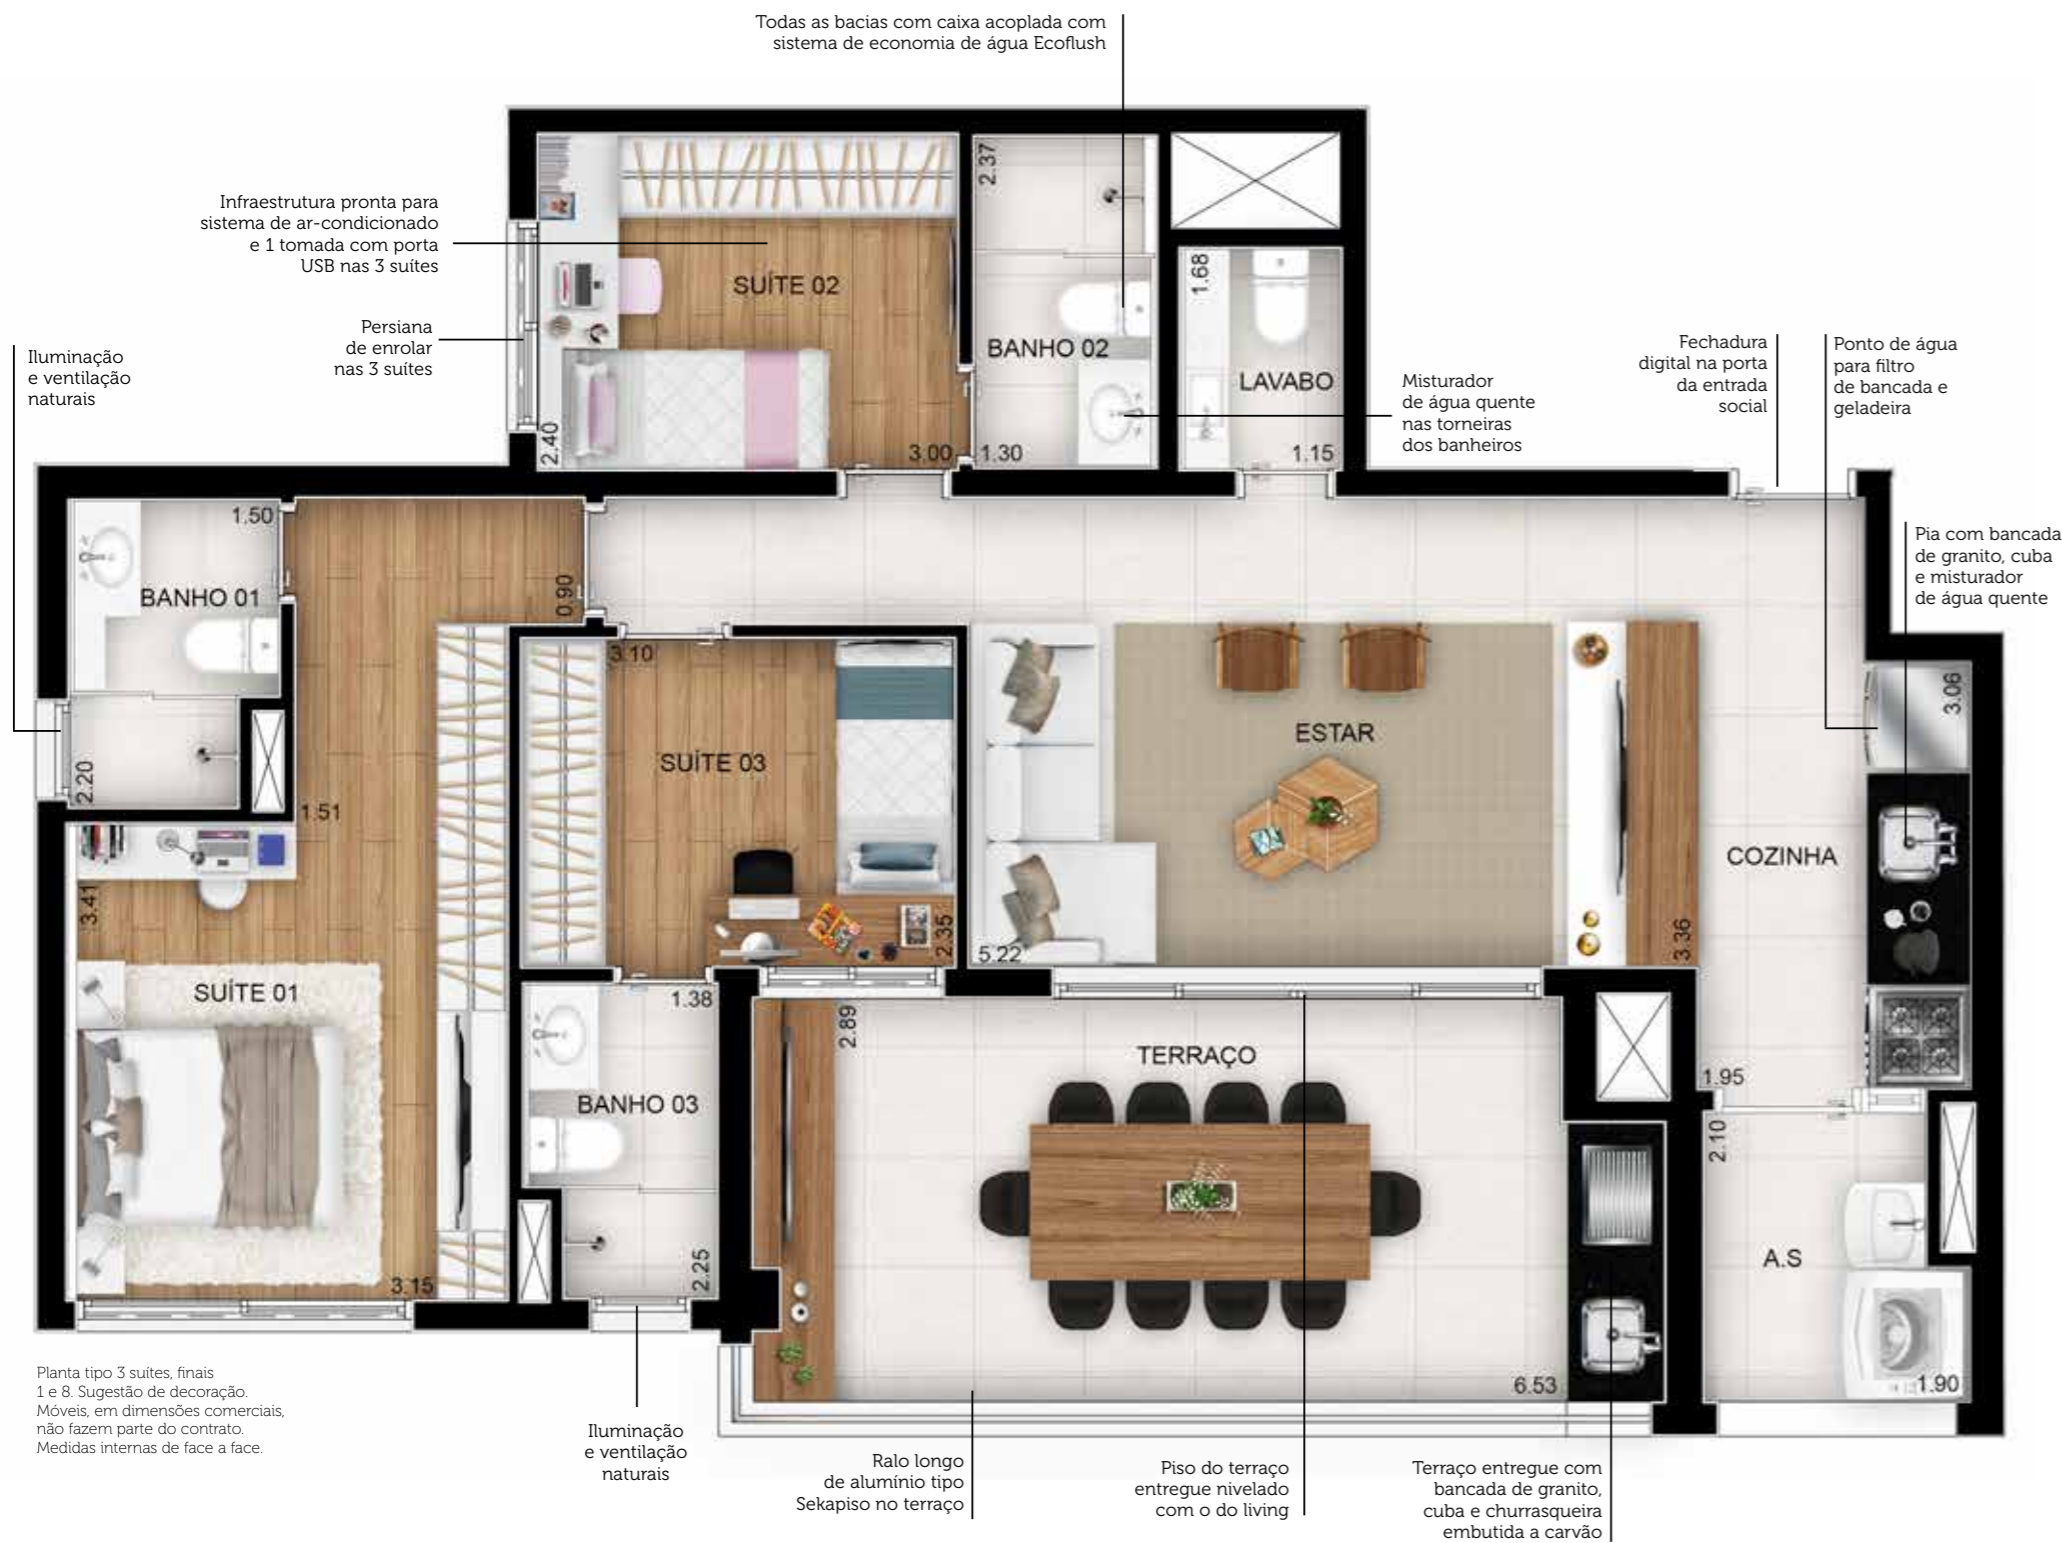 Todas as bacias com caixa acoplada com
sistema de economia de água Ecoflush
Infraestrutura pronta para
sistema de ar-condicionado
e 1 tomada com porta
USB nas 3 suítes
Persiana
de enrolar
nas 3 suítes
Iluminação
e ventilação
naturais
Misturador
de água quente
nas torneiras
dos banheiros
Fechadura
digital na porta
da entrada
social
Ponto de água
para filtro
de bancada e
geladeira
Pia com bancada
de granito, cuba
e misturador
de água quente
SUÍTE 02
2.40
3.00
2.37
BANHO 02
1.30
1.68
LAVABO
1.15
1.50
BANHO 01
2.20
0.90
1.51
3.41
SUÍTE 01
3.15
3.10
SUÍTE 03
2.35
1.38
BANHO 03
2.25
ESTAR
5.22
3.36
COZINHA
3.06
1.95
2.89
TERRAÇO
6.53
2.10
A.S
1.90
Planta tipo 3 suítes, finais
1 e 8. Sugestão de decoração.
Móveis, em dimensões comerciais,
não fazem parte do contrato.
Medidas internas de face a face.
Iluminação
e ventilação
naturais
Ralo longo
de alumínio tipo
Sekapiso no terraço
Piso do terraço
entregue nivelado
com o do living
Terraço entregue com
bancada de granito,
cuba e churrasqueira
embutida a carvão